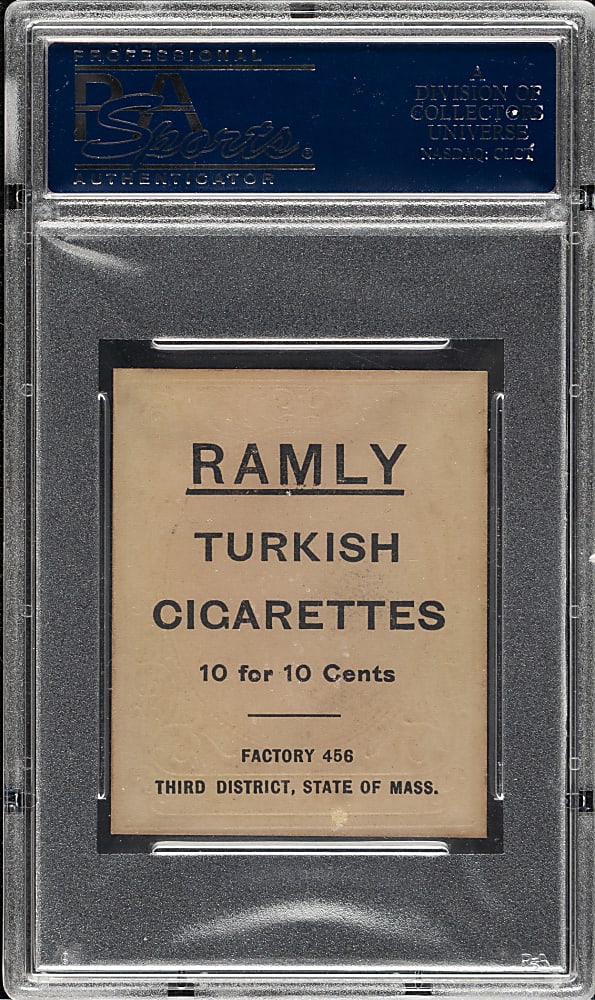 PROFESSIONAL
PSA
Sports®
AUTHENTICATOR
A
DIVISION OF
COLLECTORS
UNIVERSE
NASDAQ: CLCT
RAMLY
TURKISH
CIGARETTES
10 for 10 Cents
FACTORY 456
THIRD DISTRICT, STATE OF MASS.
PSA